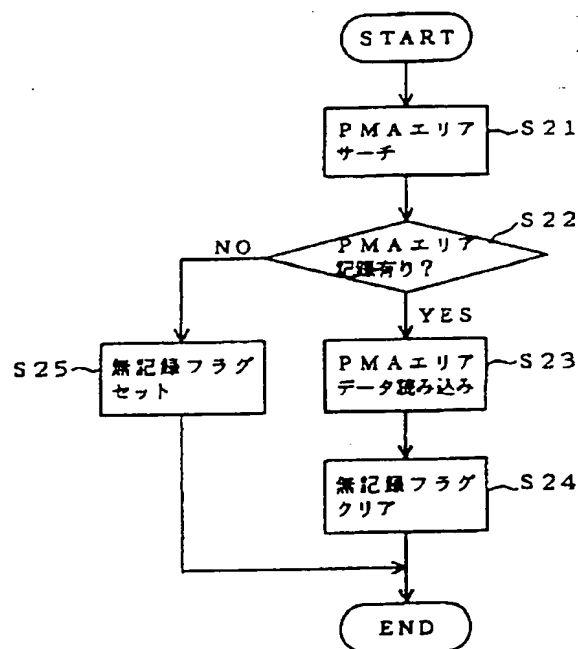 START
PMAエリア
サーチ
S21
S22
PMAエリア
記録有り?
NO
YES
S25
無記録フラグ
セット
PMAエリア
データ読み込み
S23
無記録フラグ
クリア
S24
END